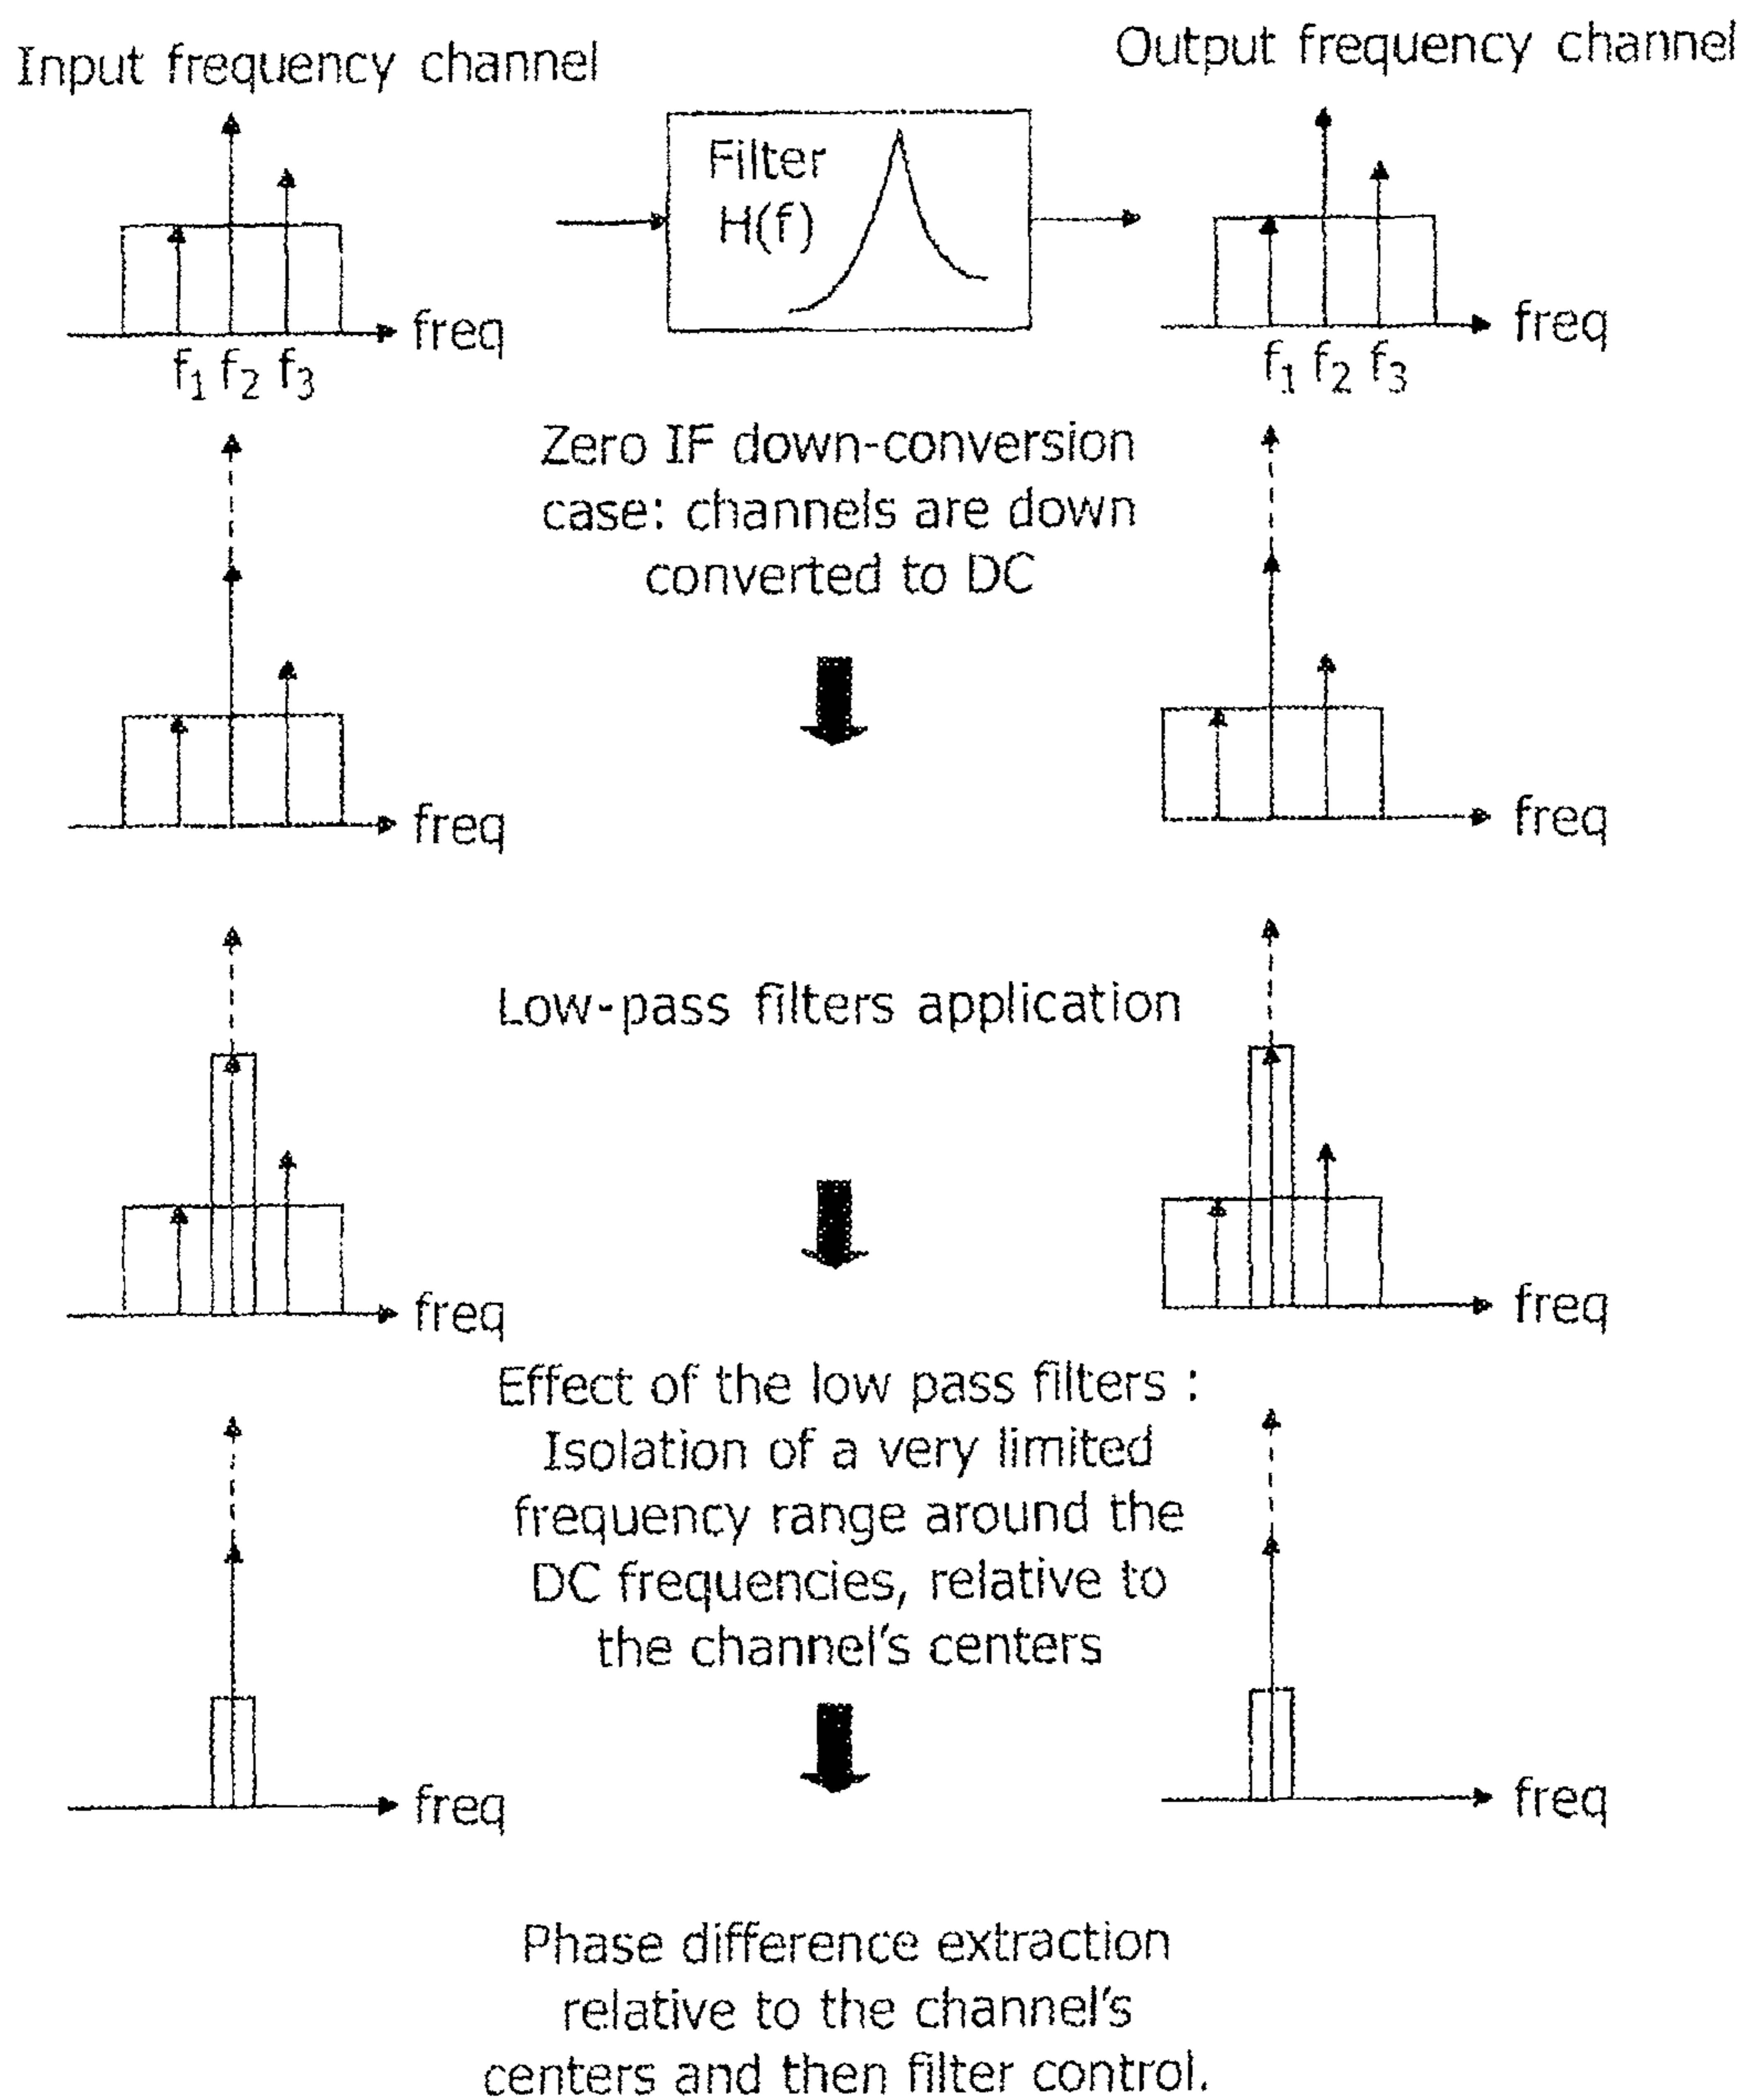 Input frequency channel
Output frequency channel
Filter
H(f)
freq
freq
f1 f2 f3
f1 f2 f3
Zero IF down-conversion
case: channels are down
converted to DC
freq
freq
Low-pass filters application
freq
freq
Effect of the low pass filters :
Isolation of a very limited
frequency range around the
DC frequencies, relative to
the channel's centers
freq
freq
Phase difference extraction
relative to the channel's
centers and then filter control.